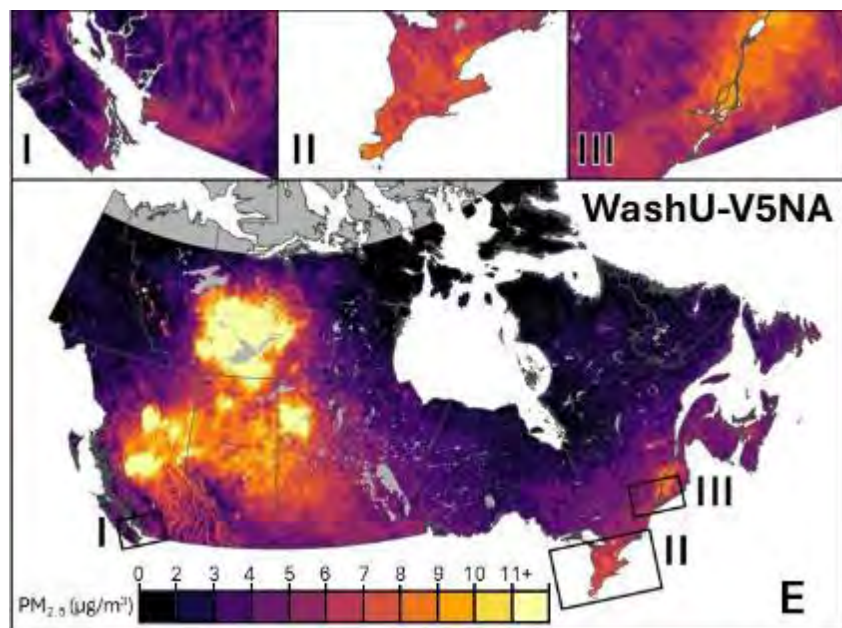 I
II
III
WashU-V5NA
I
III
II
0 2 3 4 5 6 7 8 9 10 11+
PM2.5 (µg/m³)
E